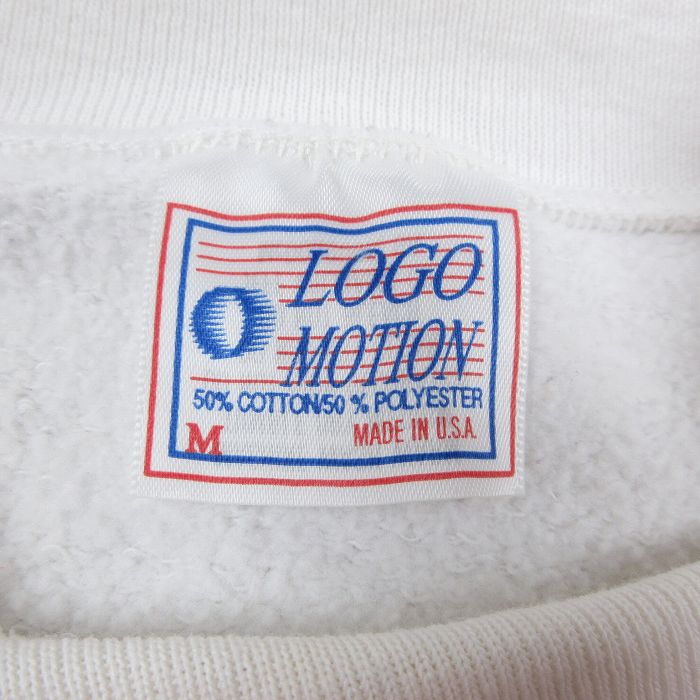 LOGO
MOTION
50% COTTON/50 % POLYESTER
M
MADE IN U.S.A.